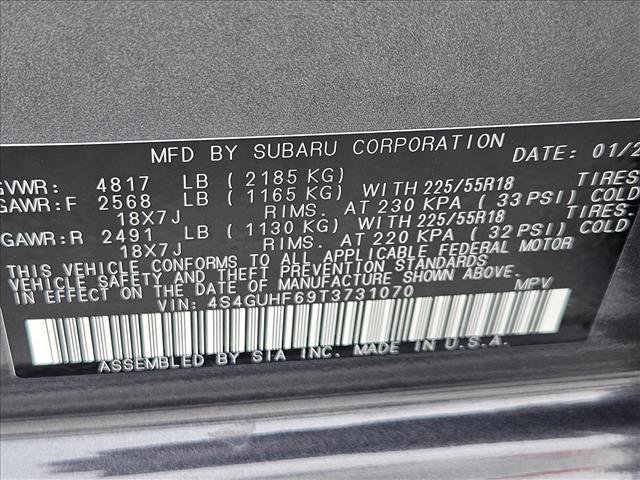 MFD BY SUBARU CORPORATION DATE: 01/2
GVWR: 4817 LB ( 2185 KG)
GAWR:F 2568 LB ( 1165 KG) WITH 225/55R18 TIRES
18X7J RIMS. AT 230 KPA ( 33 PSI) COLD
GAWR:R 2491 LB ( 1130 KG) WITH 225/55R18 TIRES
18X7J RIMS. AT 220 KPA ( 32 PSI) COLD
THIS VEHICLE CONFORMS TO ALL APPLICABLE FEDERAL MOTOR
VEHICLE SAFETY AND THEFT PREVENTION STANDARDS
IN EFFECT ON THE DATE OF MANUFACTURE SHOWN ABOVE.
VIN: 4S4GUHF69T3731070 MPV
ASSEMBLED BY SIA INC. MADE IN U.S.A.